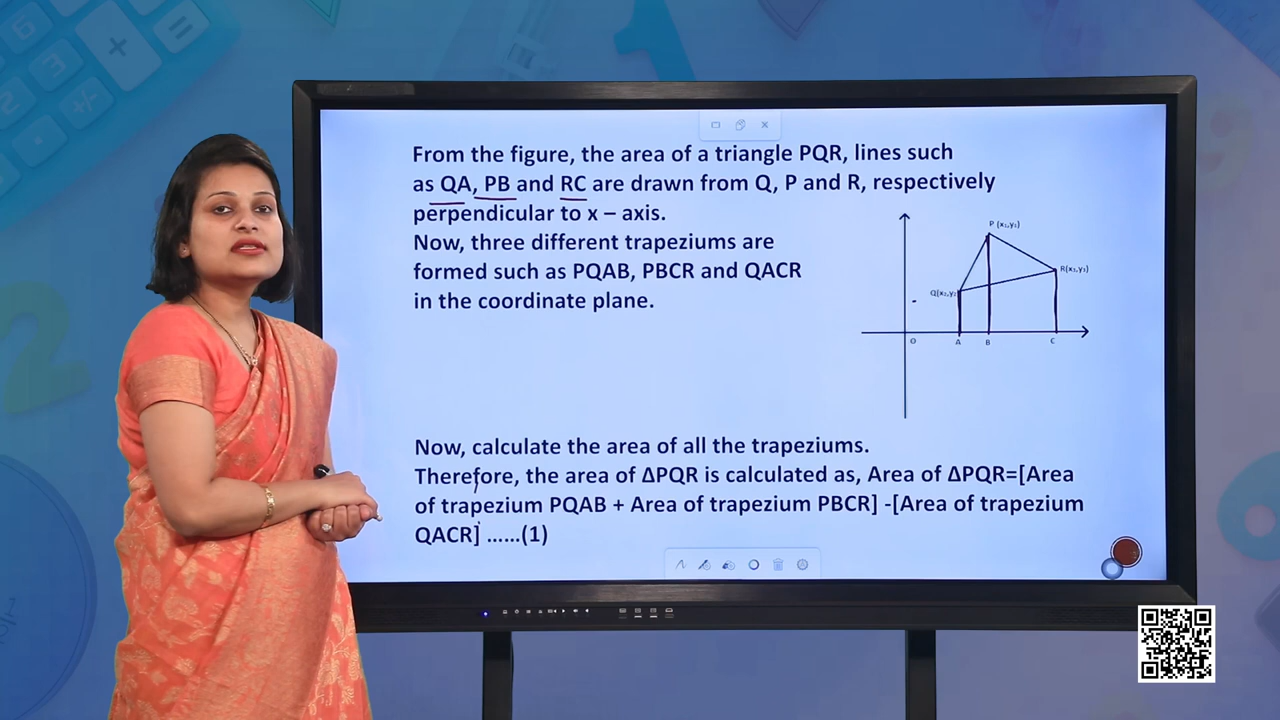 From the figure, the area of a triangle PQR, lines such
as QA, PB and RC are drawn from Q, P and R, respectively
perpendicular to x – axis.
Now, three different trapeziums are
formed such as PQAB, PBCR and QACR
in the coordinate plane.
P (x₁,y₁)
R(x₃,y₃)
Q(x₂,y₂)
O A B C
Now, calculate the area of all the trapeziums.
Therefore, the area of ΔPQR is calculated as, Area of ΔPQR=[Area
of trapezium PQAB + Area of trapezium PBCR] -[Area of trapezium
QACR] ......(1)